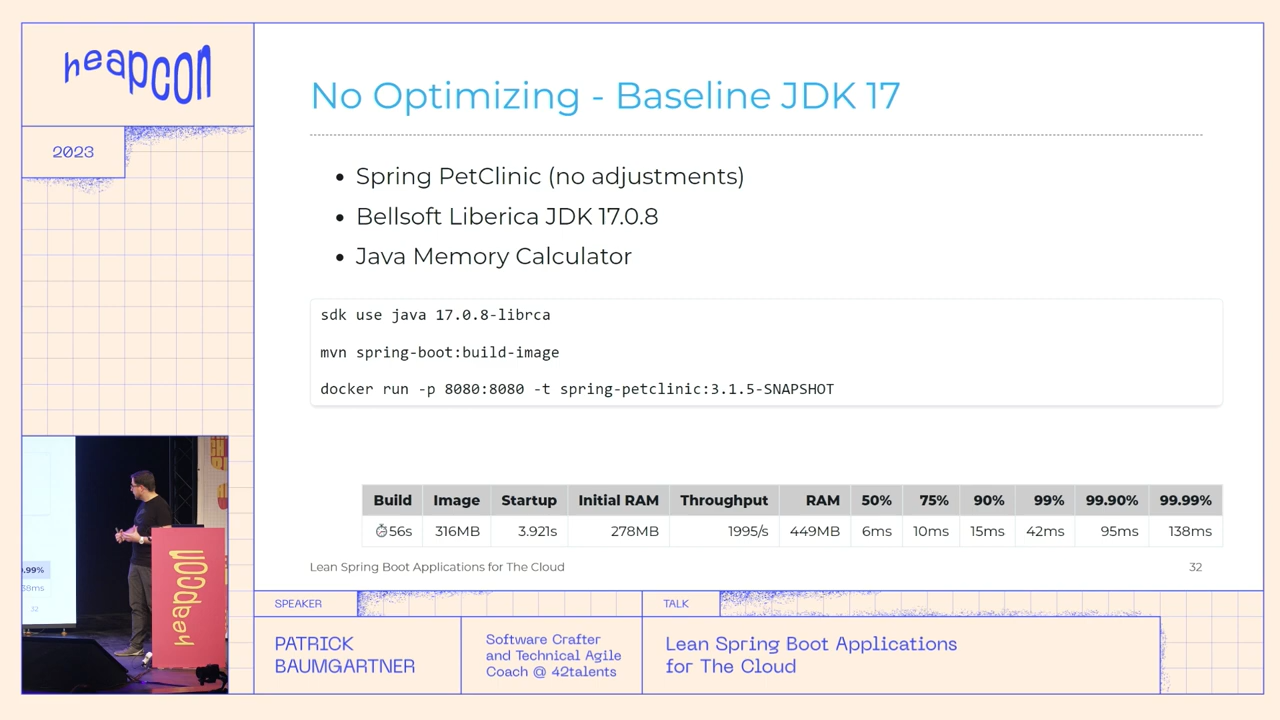 heapcon
2023
No Optimizing - Baseline JDK 17
• Spring PetClinic (no adjustments)
• Bellsoft Liberica JDK 17.0.8
• Java Memory Calculator
sdk use java 17.0.8-librca
mvn spring-boot:build-image
docker run -p 8080:8080 -t spring-petclinic:3.1.5-SNAPSHOT
Build Image Startup Initial RAM Throughput RAM 50% 75% 90% 99% 99.90% 99.99%
⏱56s 316MB 3.921s 278MB 1995/s 449MB 6ms 10ms 15ms 42ms 95ms 138ms
Lean Spring Boot Applications for The Cloud 32
.99%
38ms
32
heapcon
SPEAKER
PATRICK
BAUMGARTNER
Software Crafter
and Technical Agile
Coach @ 42talents
TALK
Lean Spring Boot Applications
for The Cloud